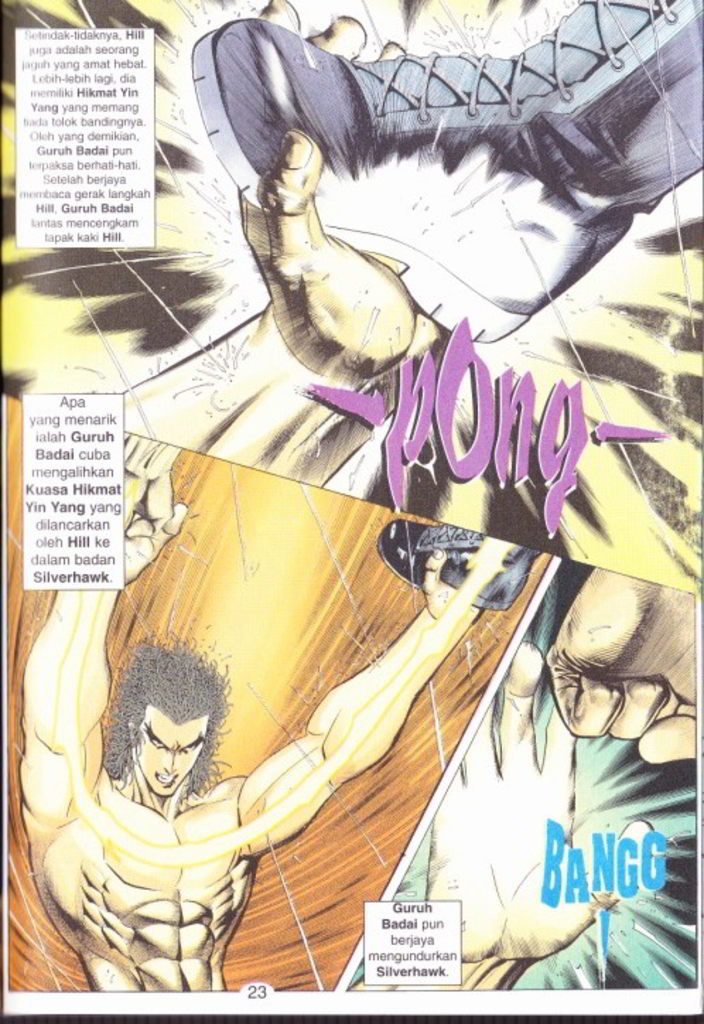 Setindak-tidaknya, Hill
juga adalah seorang
jaguh yang amat hebat.
Lebih-lebih lagi, dia
memiliki Hikmat Yin
Yang yang memang
tiada tolok bandingnya.
Oleh yang demikian,
Guruh Badai pun
terpaksa berhati-hati.
Setelah berjaya
membaca gerak langkah
Hill, Guruh Badai
lantas mencengkam
tapak kaki Hill.
-pOng-
Apa
yang menarik
ialah Guruh
Badai cuba
mengalihkan
Kuasa Hikmat
Yin Yang yang
dilancarkan
oleh Hill ke
dalam badan
Silverhawk.
BANGG
!
Guruh
Badai pun
berjaya
mengundurkan
Silverhawk.
23